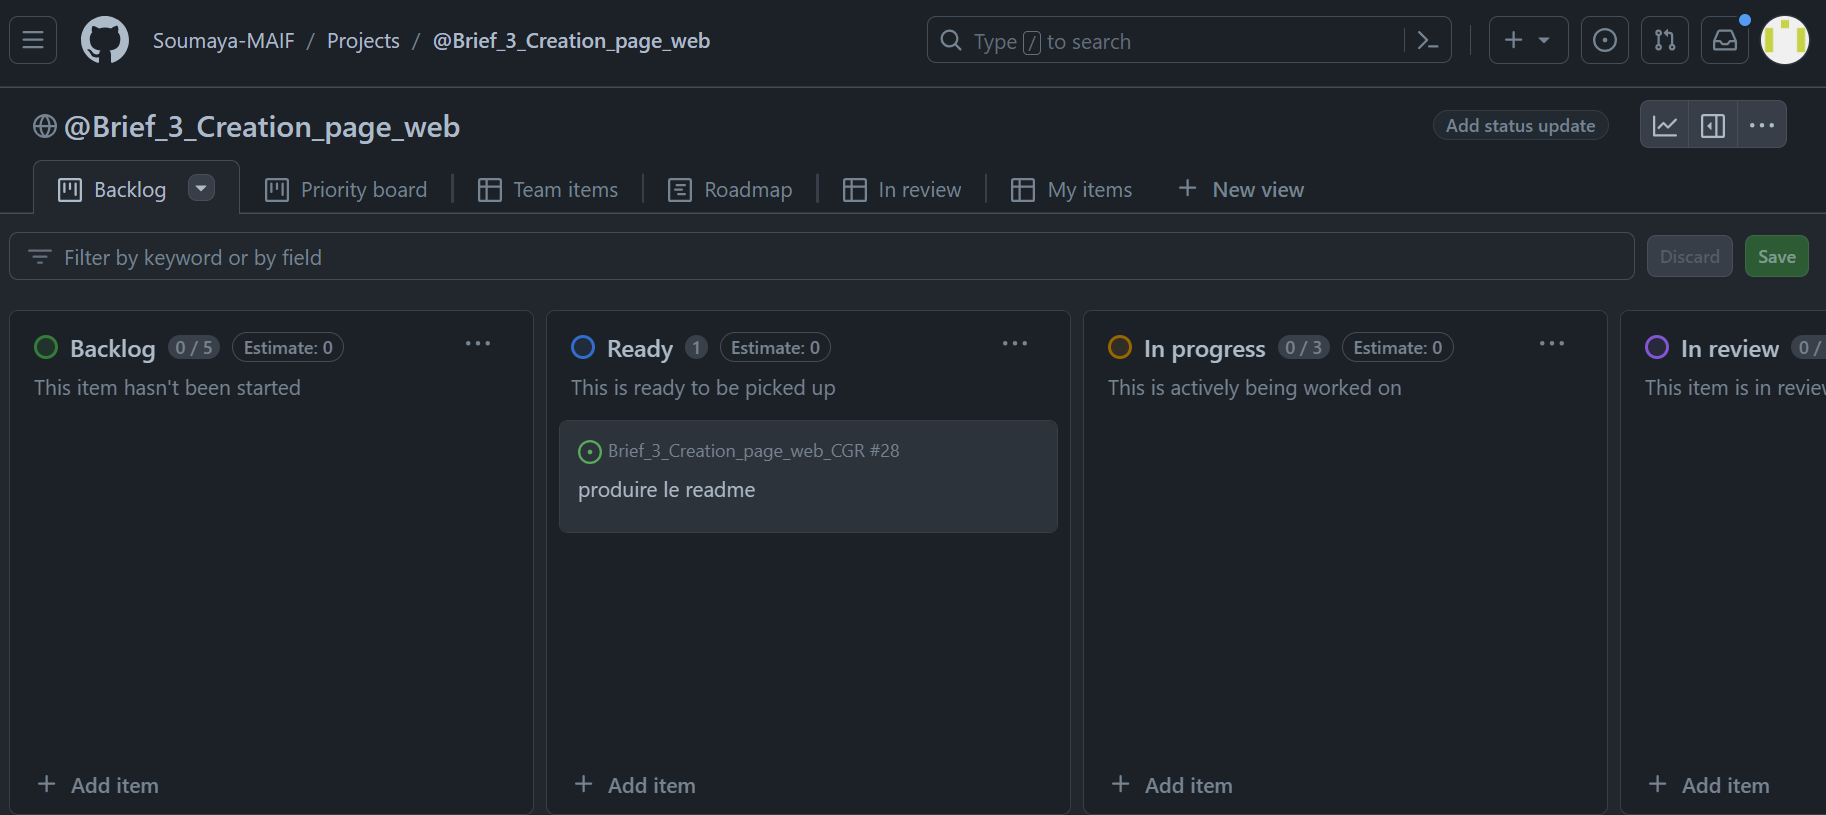 Soumaya-MAIF / Projects / @Brief_3_Creation_page_web
Type / to search
@Brief_3_Creation_page_web
Add status update
Backlog
Priority board
Team items
Roadmap
In review
My items
New view
Filter by keyword or by field
Discard
Save
Backlog 0 / 5 Estimate: 0
This item hasn't been started
Add item
Ready 1 Estimate: 0
This is ready to be picked up
Brief_3_Creation_page_web_CGR #28
produire le readme
Add item
In progress 0 / 3 Estimate: 0
This is actively being worked on
Add item
In review 0 /
This item is in review
Add item